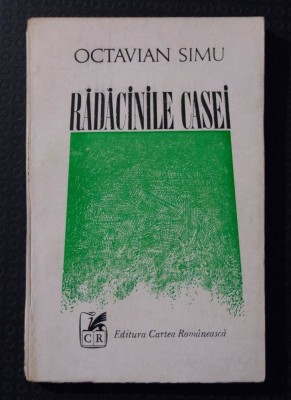 OCTAVIAN SIMU
RĂDĂCINILE CASEI
CR
Editura Cartea Românească